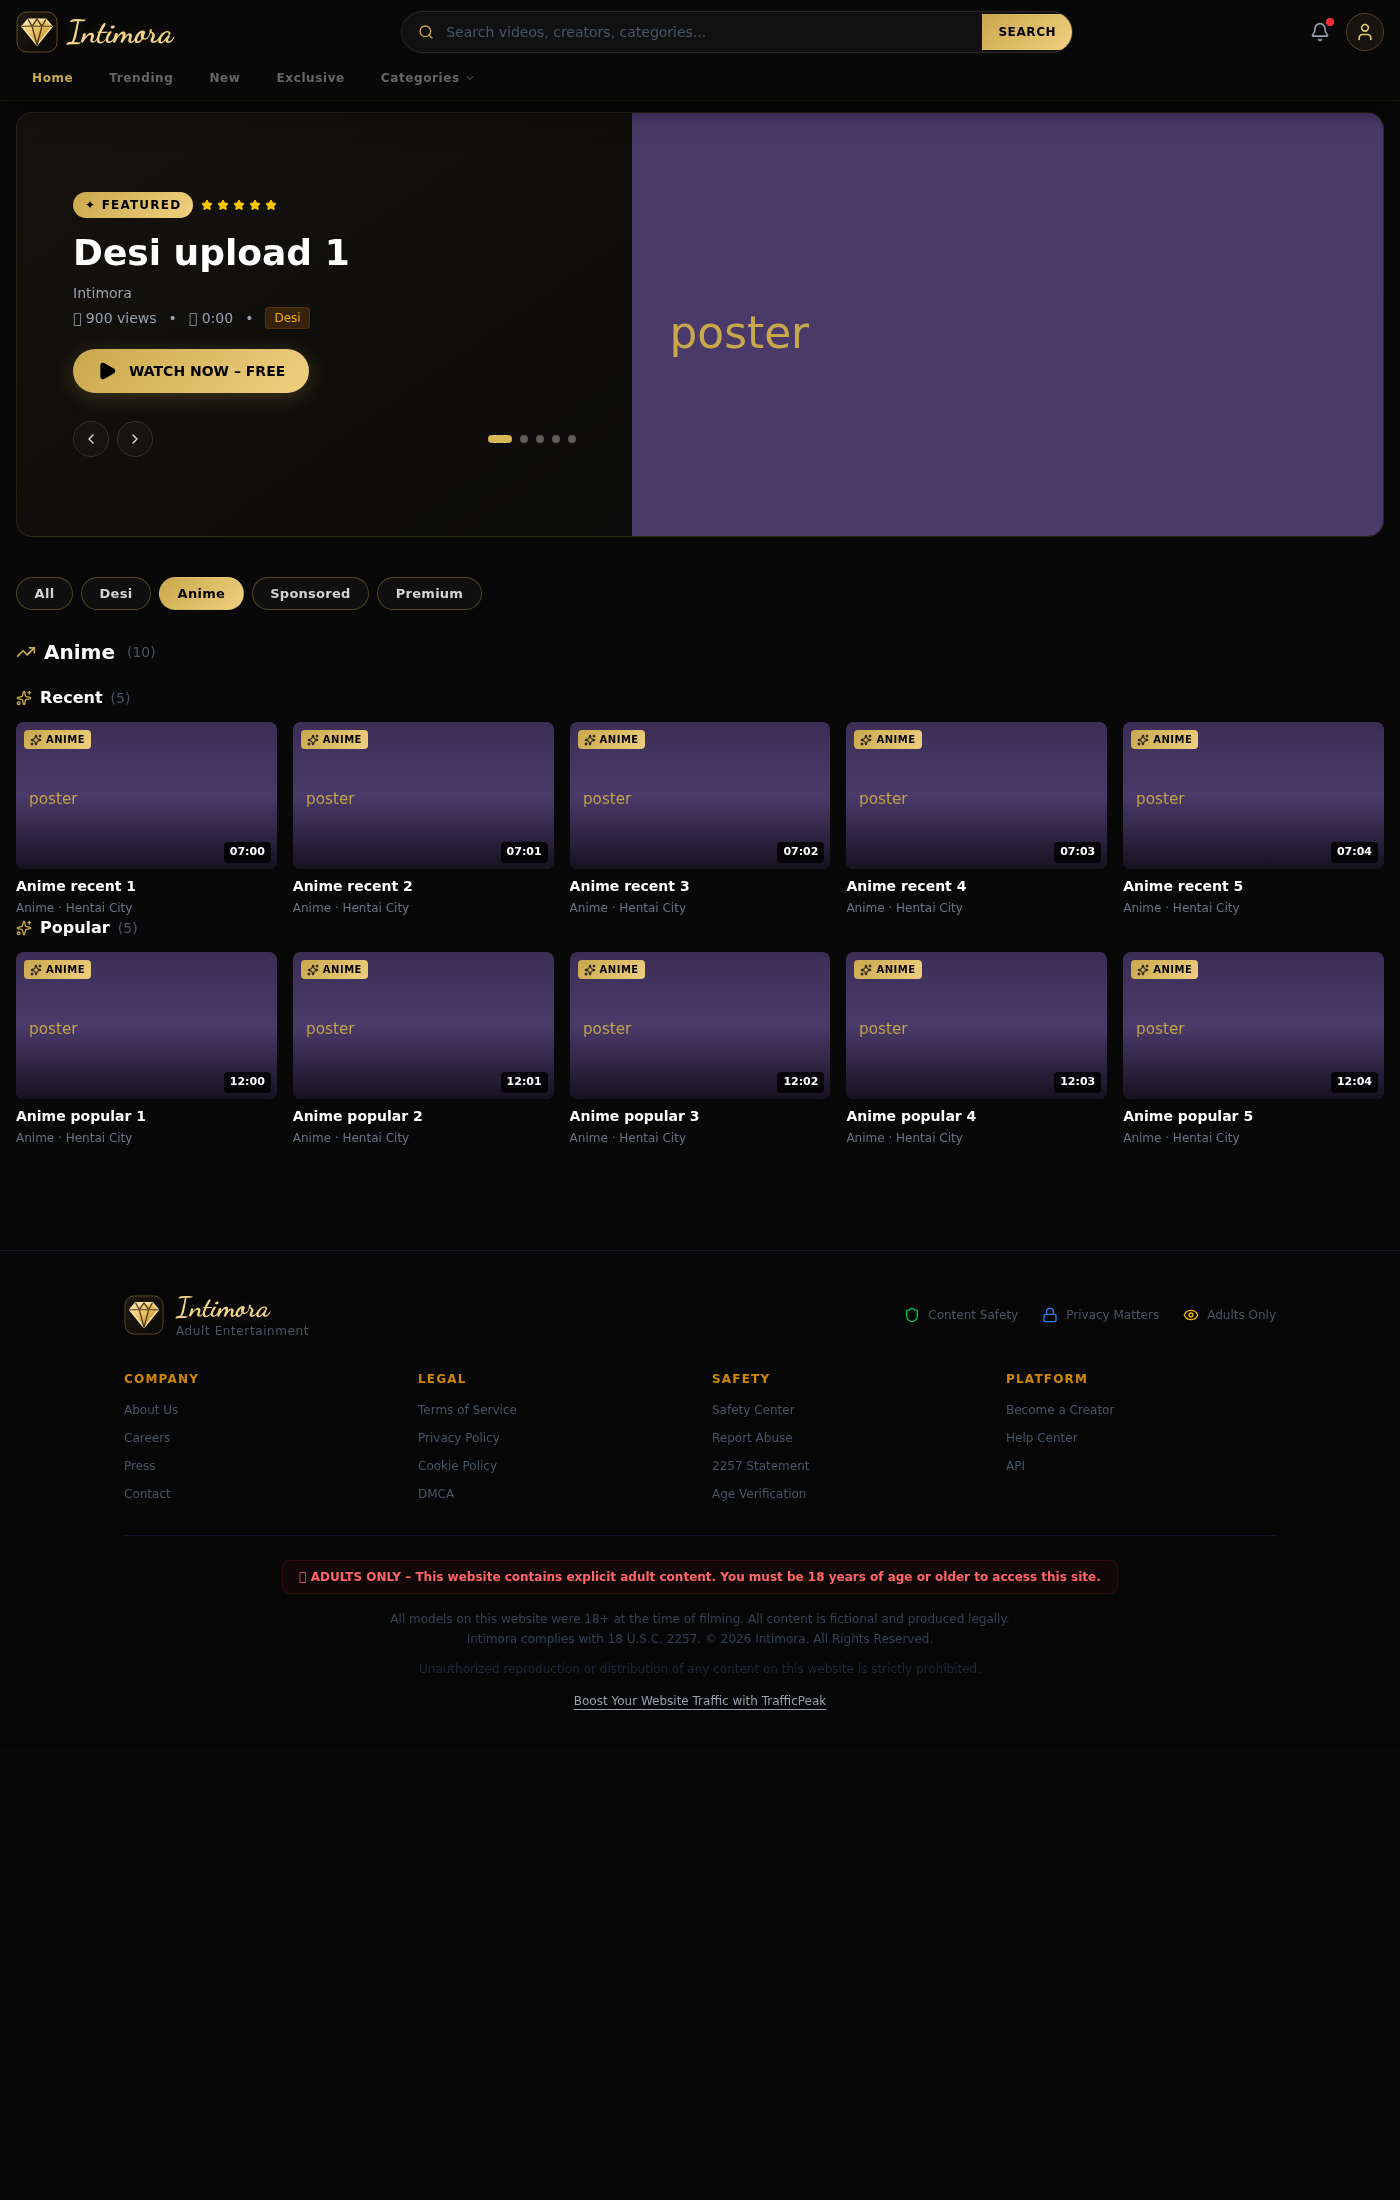 Intimora
Search videos, creators, categories...
SEARCH
Home Trending New Exclusive Categories
✦ FEATURED
Desi upload 1
Intimora
900 views • 0:00 • Desi
WATCH NOW – FREE
poster
All Desi Anime Sponsored Premium
Anime (10)
Recent (5)
ANIME ANIME ANIME ANIME ANIME
poster poster poster poster poster
07:00 07:01 07:02 07:03 07:04
Anime recent 1 Anime recent 2 Anime recent 3 Anime recent 4 Anime recent 5
Anime · Hentai City Anime · Hentai City Anime · Hentai City Anime · Hentai City Anime · Hentai City
Popular (5)
ANIME ANIME ANIME ANIME ANIME
poster poster poster poster poster
12:00 12:01 12:02 12:03 12:04
Anime popular 1 Anime popular 2 Anime popular 3 Anime popular 4 Anime popular 5
Anime · Hentai City Anime · Hentai City Anime · Hentai City Anime · Hentai City Anime · Hentai City
Intimora
Adult Entertainment
Content Safety Privacy Matters Adults Only
COMPANY LEGAL SAFETY PLATFORM
About Us Terms of Service Safety Center Become a Creator
Careers Privacy Policy Report Abuse Help Center
Press Cookie Policy 2257 Statement API
Contact DMCA Age Verification
ADULTS ONLY – This website contains explicit adult content. You must be 18 years of age or older to access this site.
All models on this website were 18+ at the time of filming. All content is fictional and produced legally.
Intimora complies with 18 U.S.C. 2257. © 2026 Intimora. All Rights Reserved.
Unauthorized reproduction or distribution of any content on this website is strictly prohibited.
Boost Your Website Traffic with TrafficPeak